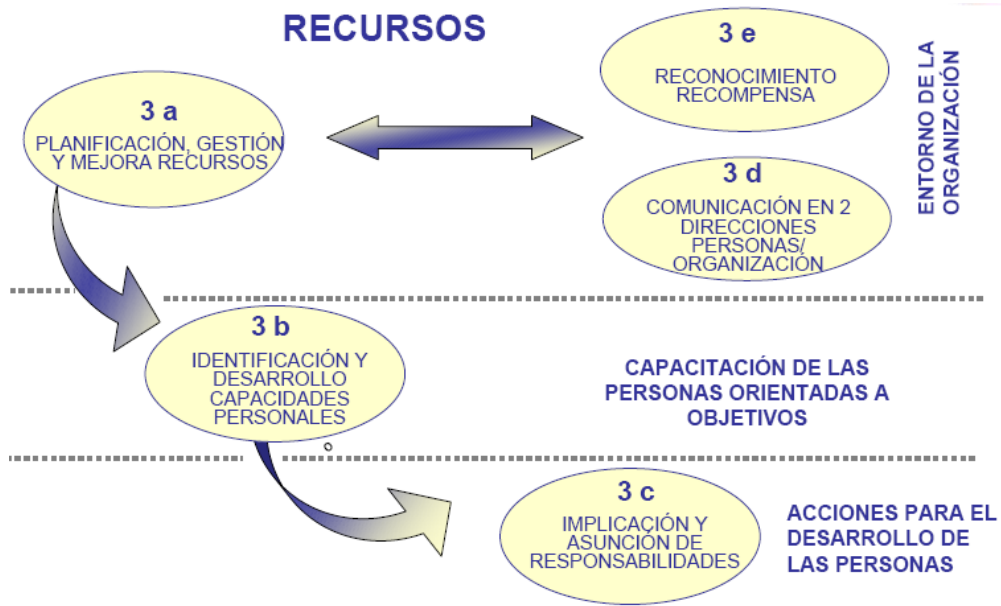 RECURSOS
3 a
PLANIFICACIÓN, GESTIÓN
Y MEJORA RECURSOS
3 e
RECONOCIMIENTO
RECOMPENSA
3 d
COMUNICACIÓN EN 2
DIRECCIONES
PERSONAS/
ORGANIZACIÓN
ENTORNO DE LA
ORGANIZACIÓN
3 b
IDENTIFICACIÓN Y
DESARROLLO
CAPACIDADES
PERSONALES
CAPACITACIÓN DE LAS
PERSONAS ORIENTADAS A
OBJETIVOS
3 c
IMPLICACIÓN Y
ASUNCIÓN DE
RESPONSABILIDADES
ACCIONES PARA EL
DESARROLLO DE
LAS PERSONAS